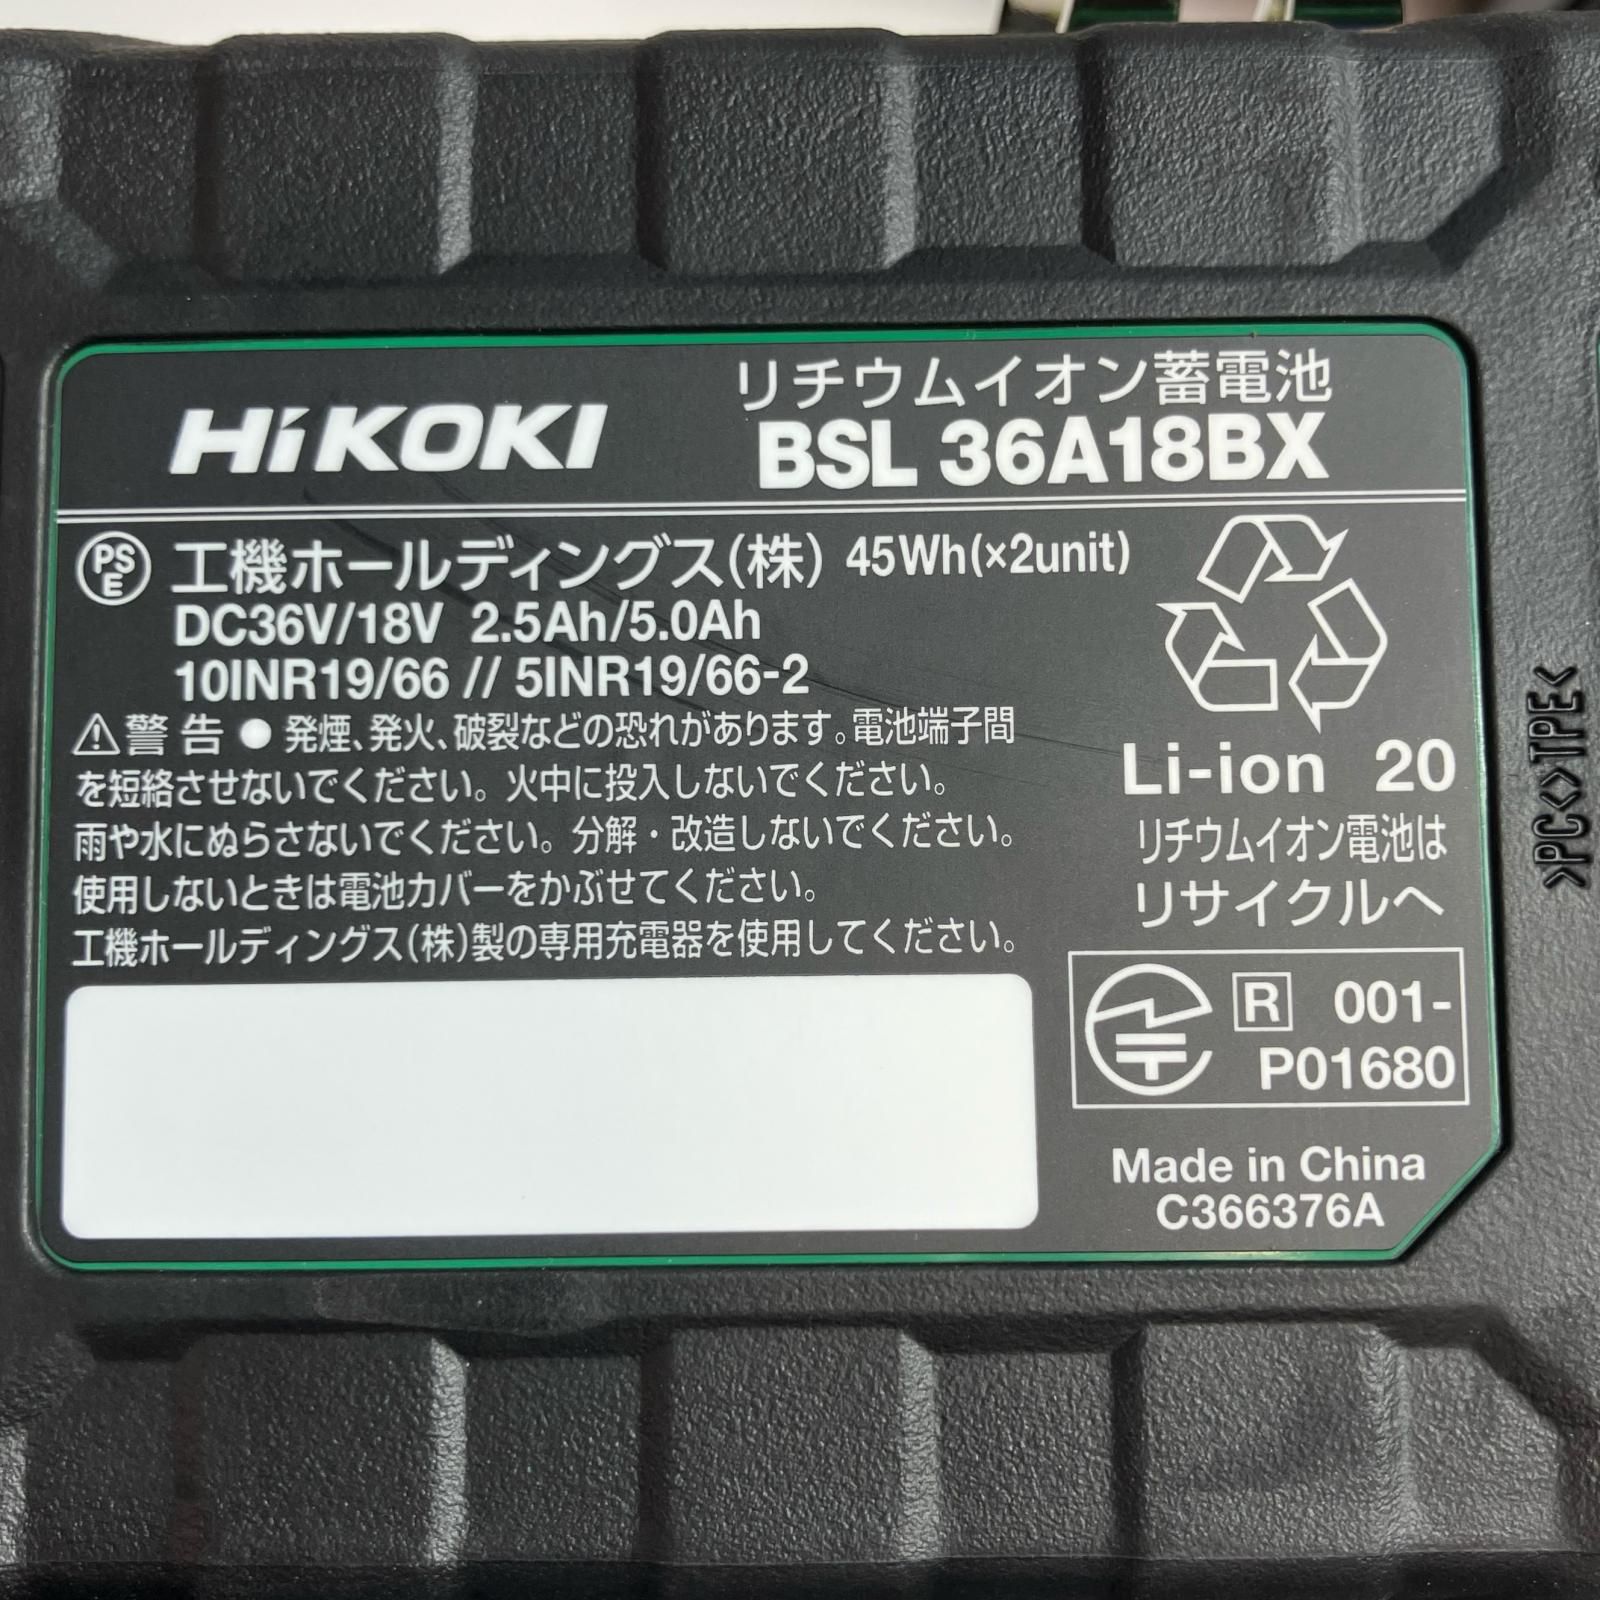 HiKOKI
リチウムイオン蓄電池
BSL 36A18BX
PSE 工機ホールディングス(株) 45Wh(×2unit)
DC36V/18V 2.5Ah/5.0Ah
10INR19/66 // 5INR19/66-2
⚠警告 ● 発煙、発火、破裂などの恐れがあります。電池端子間
を短絡させないでください。火中に投入しないでください。
雨や水にぬらさないでください。分解・改造しないでください。
使用しないときは電池カバーをかぶせてください。
工機ホールディングス(株)製の専用充電器を使用してください。
Li-ion 20
リチウムイオン電池は
リサイクルへ
R 001-
P01680
Made in China
C366376A
>PC<>TPE<